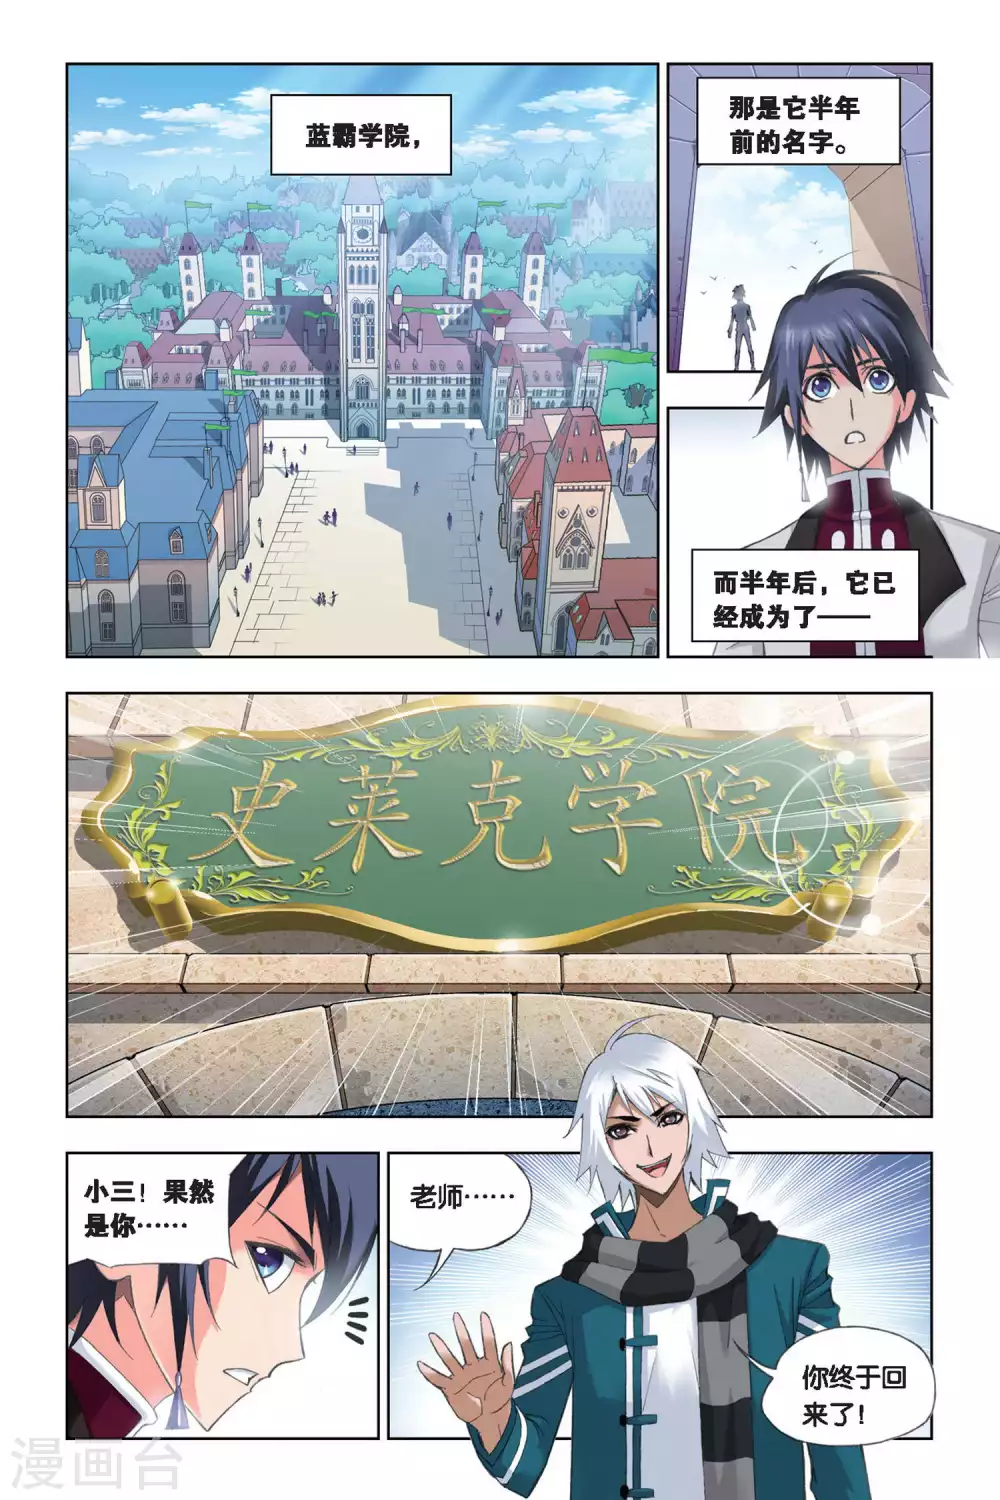 蓝霸学院，
那是它半年
前的名字。
而半年后，它已
经成为了——
史莱克学院
小三！果然
是你……
老师……
你终于回
来了！
漫画台